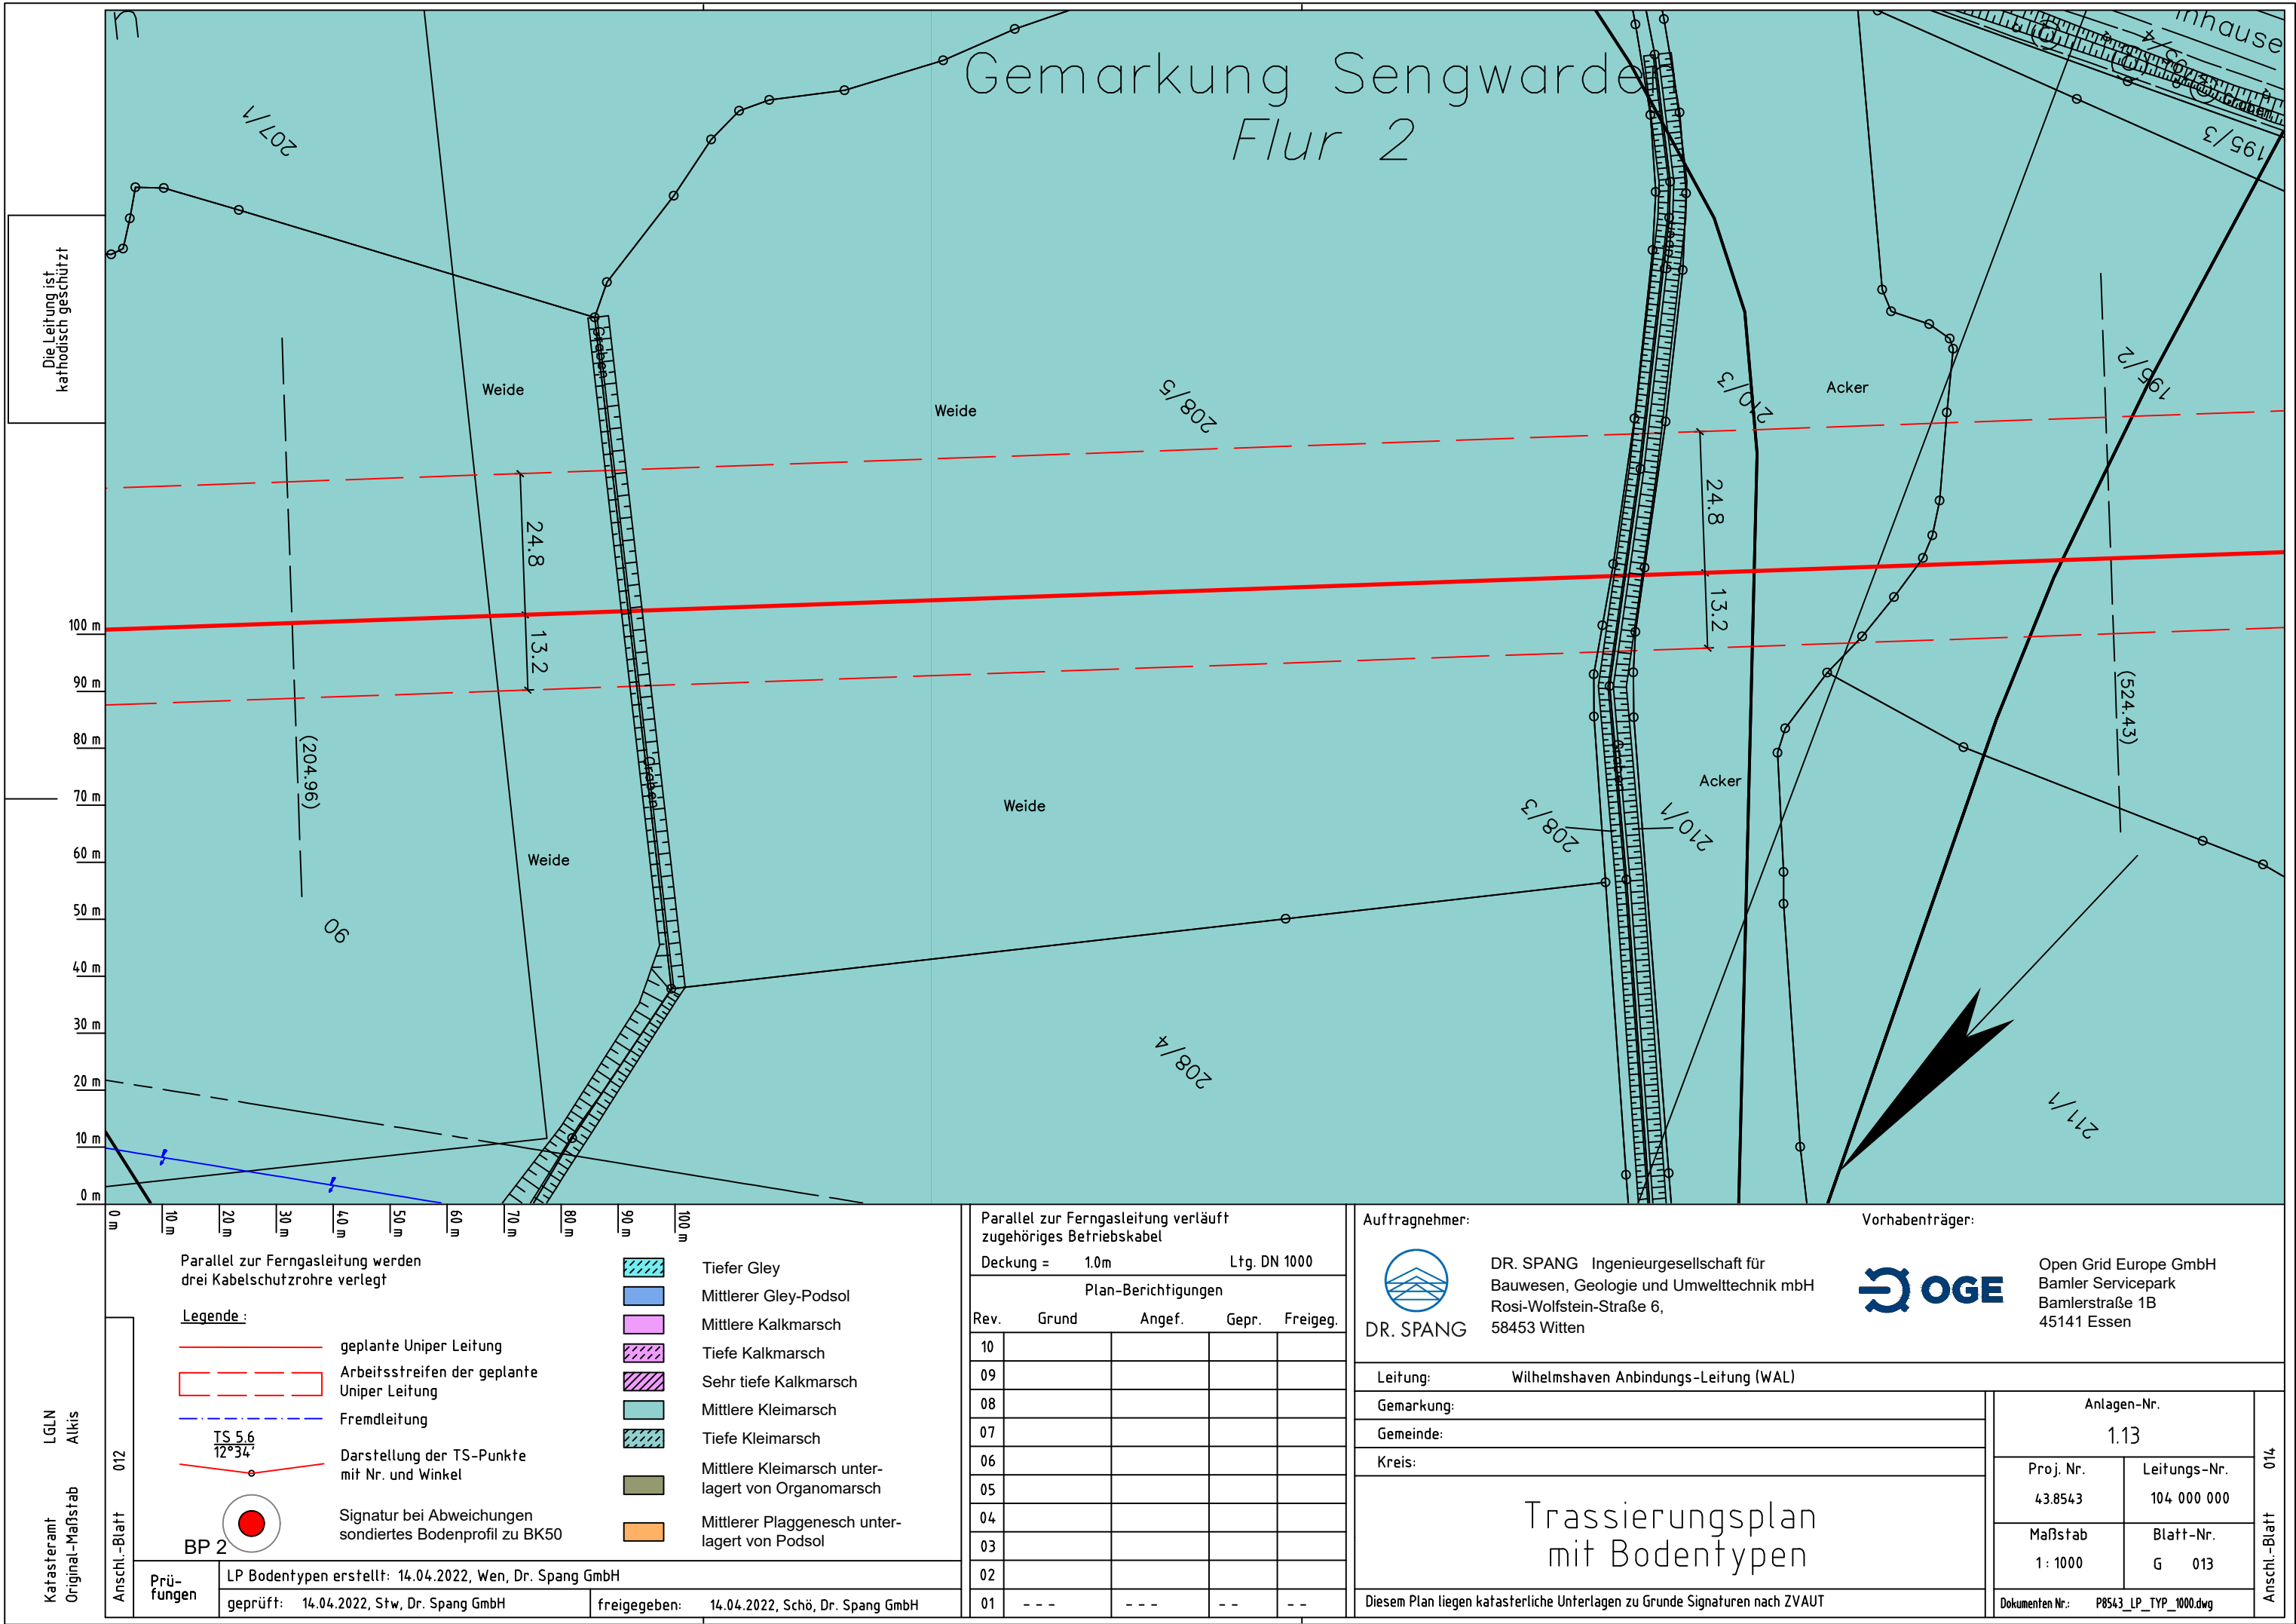 Gemarkung Sengwarden
Flur 2
inhause
207/1
195/3
195/2
208/5
210/3
Graben
Graben
Graben
Graben
Graben
Weide
Weide
Weide
Weide
Acker
Acker
24.8
13.2
24.8
13.2
(204.96)
(524.43)
90
208/3
210/1
208/4
211/1
Die Leitung ist
kathodisch geschützt
100 m
90 m
80 m
70 m
60 m
50 m
40 m
30 m
20 m
10 m
0 m
0 m
10 m
20 m
30 m
40 m
50 m
60 m
70 m
80 m
90 m
100m
Parallel zur Ferngasleitung werden
drei Kabelschutzrohre verlegt
Legende :
geplante Uniper Leitung
Arbeitsstreifen der geplante
Uniper Leitung
Fremdleitung
TS 5.6
12°34'
Darstellung der TS-Punkte
mit Nr. und Winkel
BP 2
Signatur bei Abweichungen
sondiertes Bodenprofil zu BK50
Tiefer Gley
Mittlerer Gley-Podsol
Mittlere Kalkmarsch
Tiefe Kalkmarsch
Sehr tiefe Kalkmarsch
Mittlere Kleimarsch
Tiefe Kleimarsch
Mittlere Kleimarsch unter-
lagert von Organomarsch
Mittlerer Plaggenesch unter-
lagert von Podsol
Katasteramt LGLN
Original-Maßstab Alkis
Anschl.-Blatt 012
Prü-
fungen
LP Bodentypen erstellt: 14.04.2022, Wen, Dr. Spang GmbH
geprüft: 14.04.2022, Stw, Dr. Spang GmbH
freigegeben: 14.04.2022, Schö, Dr. Spang GmbH
Parallel zur Ferngasleitung verläuft
zugehöriges Betriebskabel
Deckung = 1.0m Ltg. DN 1000
Plan-Berichtigungen
Rev. Grund Angef. Gepr. Freigeg.
10
09
08
07
06
05
04
03
02
01 - - - - - - - - - -
Auftragnehmer:
DR. SPANG
DR. SPANG Ingenieurgesellschaft für
Bauwesen, Geologie und Umwelttechnik mbH
Rosi-Wolfstein-Straße 6,
58453 Witten
Vorhabenträger:
OGE
Open Grid Europe GmbH
Bamler Servicepark
Bamlerstraße 1B
45141 Essen
Leitung: Wilhelmshaven Anbindungs-Leitung (WAL)
Gemarkung:
Gemeinde:
Kreis:
Trassierungsplan
mit Bodentypen
Diesem Plan liegen katasterliche Unterlagen zu Grunde Signaturen nach ZVAUT
Anlagen-Nr.
1.13
Proj. Nr. Leitungs-Nr.
43.8543 104 000 000
Maßstab Blatt-Nr.
1 : 1000 G 013
Dokumenten Nr.: P8543_LP_TYP_1000.dwg
Anschl.-Blatt 014